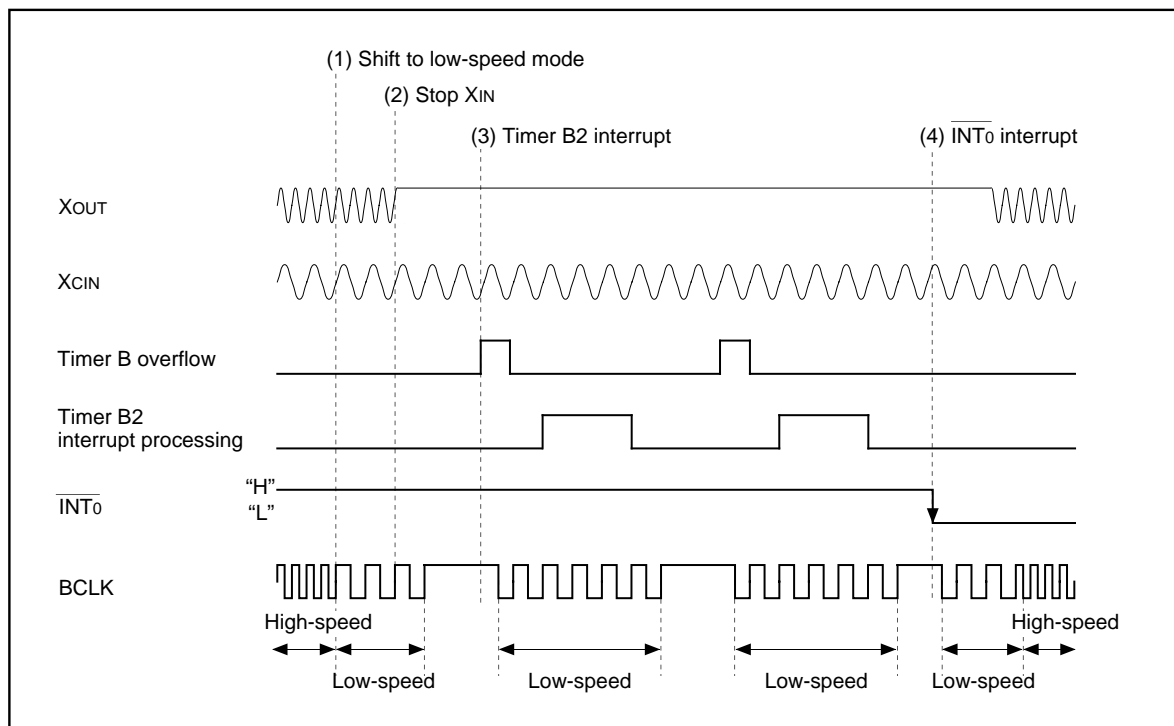 (1) Shift to low-speed mode
(2) Stop XIN
(3) Timer B2 interrupt
(4) INT0 interrupt
XOUT
XCIN
Timer B overflow
Timer B2
interrupt processing
INT0
“H”
“L”
BCLK
High-speed
High-speed
Low-speed
Low-speed
Low-speed
Low-speed